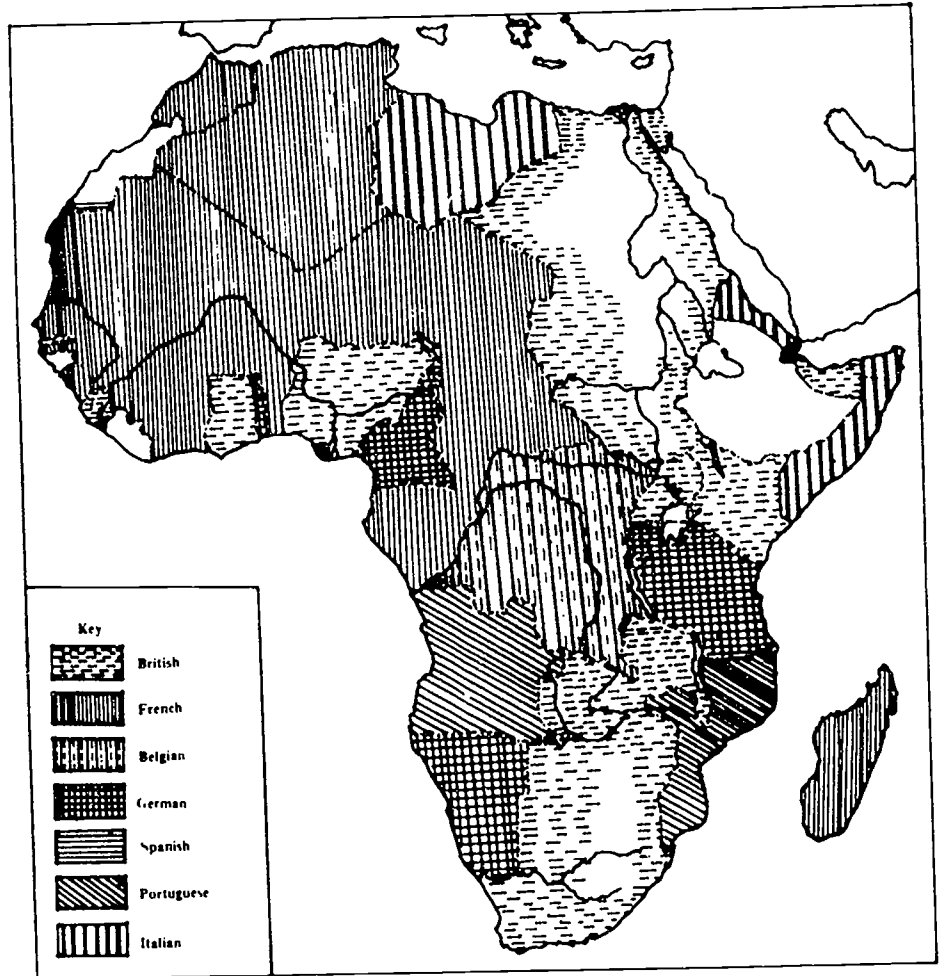 Key
British
French
Belgian
German
Spanish
Portuguese
Italian